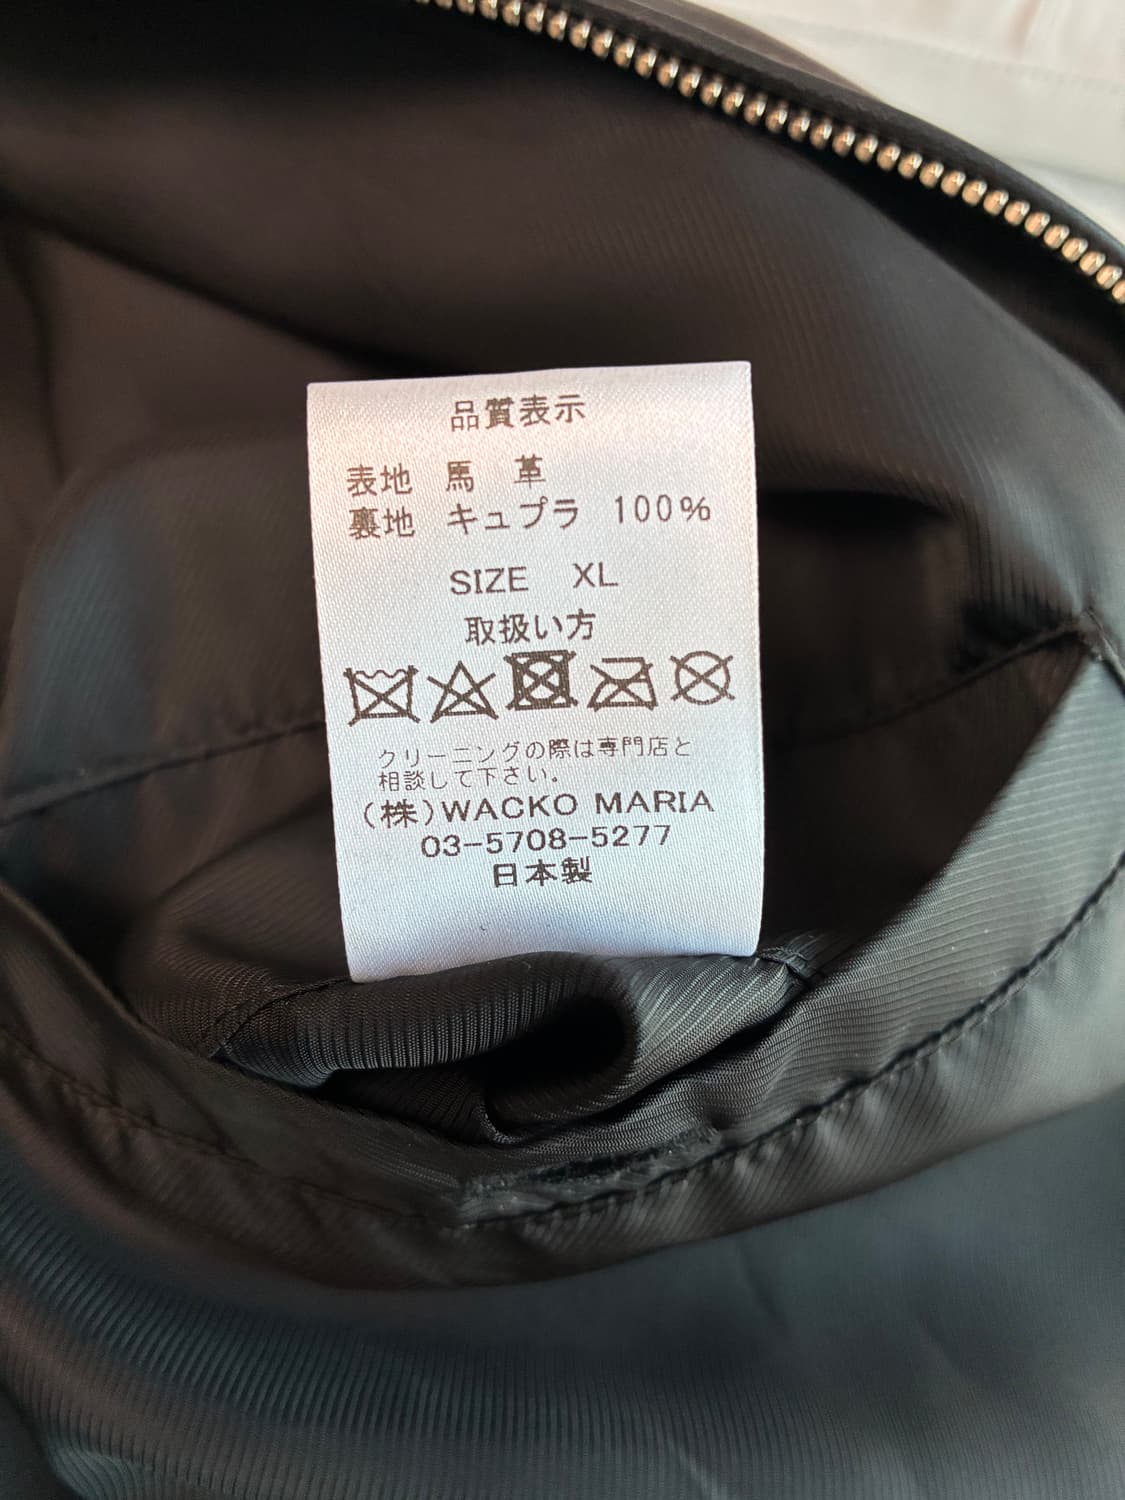 品質表示
表地 馬 革
裏地 キュプラ 100%
SIZE XL
取扱い方
クリーニングの際は専門店と
相談して下さい。
(株)WACKO MARIA
03-5708-5277
日本製